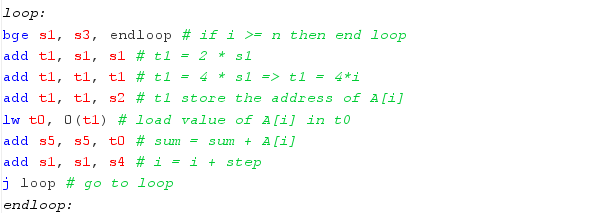 loop:
bge s1, s3, endloop # if i >= n then end loop
add t1, s1, s1 # t1 = 2 * s1
add t1, t1, t1 # t1 = 4 * s1 => t1 = 4*i
add t1, t1, s2 # t1 store the address of A[i]
lw t0, 0(t1) # load value of A[i] in t0
add s5, s5, t0 # sum = sum + A[i]
add s1, s1, s4 # i = i + step
j loop # go to loop
endloop: